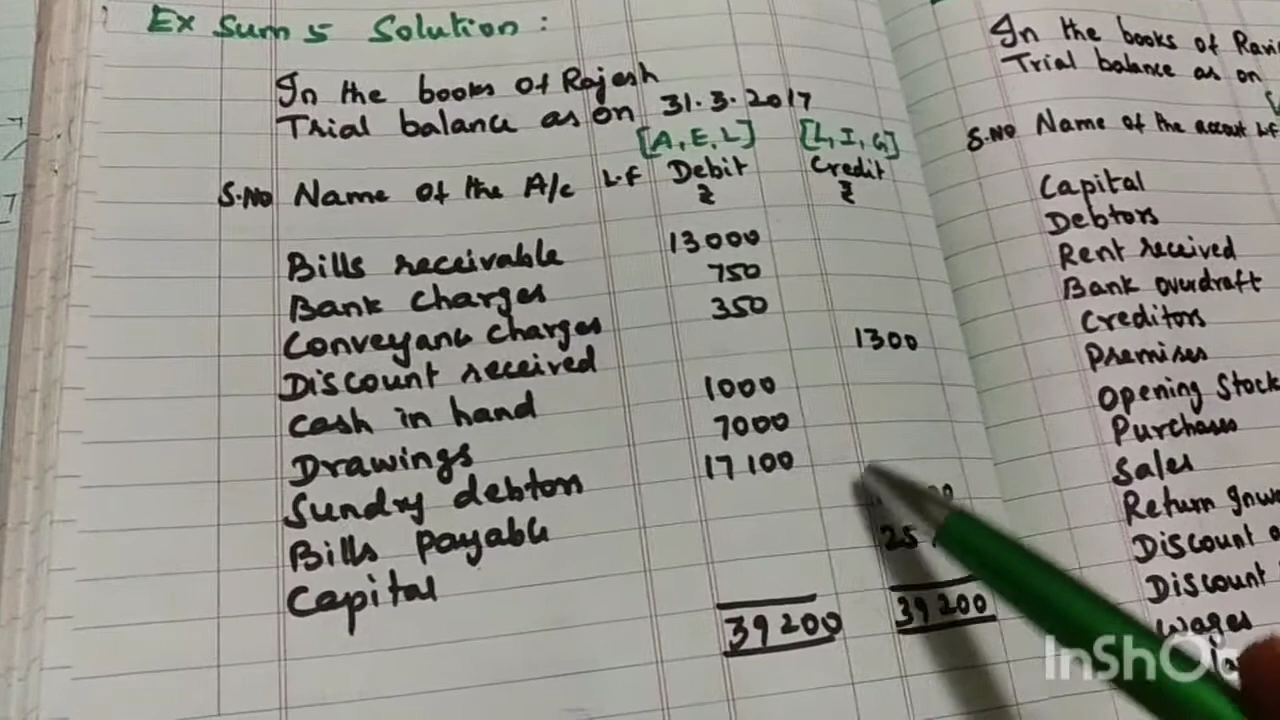 Ex Sum 5 Solution :
In the books of Rajesh
Trial balance as on 31.3.2017
[A, E, L] [L, I, G]
S.No Name of the A/c L.F Debit ₹ Credit ₹
Bills receivable 13000
Bank charges 750
Conveyance charges 350
Discount received 1300
Cash in hand 1000
Drawings 7000
Sundry debtors 17100
Bills payable
Capital
39200 39200
In the books of
Trial balance as on
S.No Name of the account L.F
Capital
Debtors
Rent received
Bank overdraft
Creditors
Premises
Opening Stock
Purchases
Sales
Return
Discount
Discount
Wages
InShOt